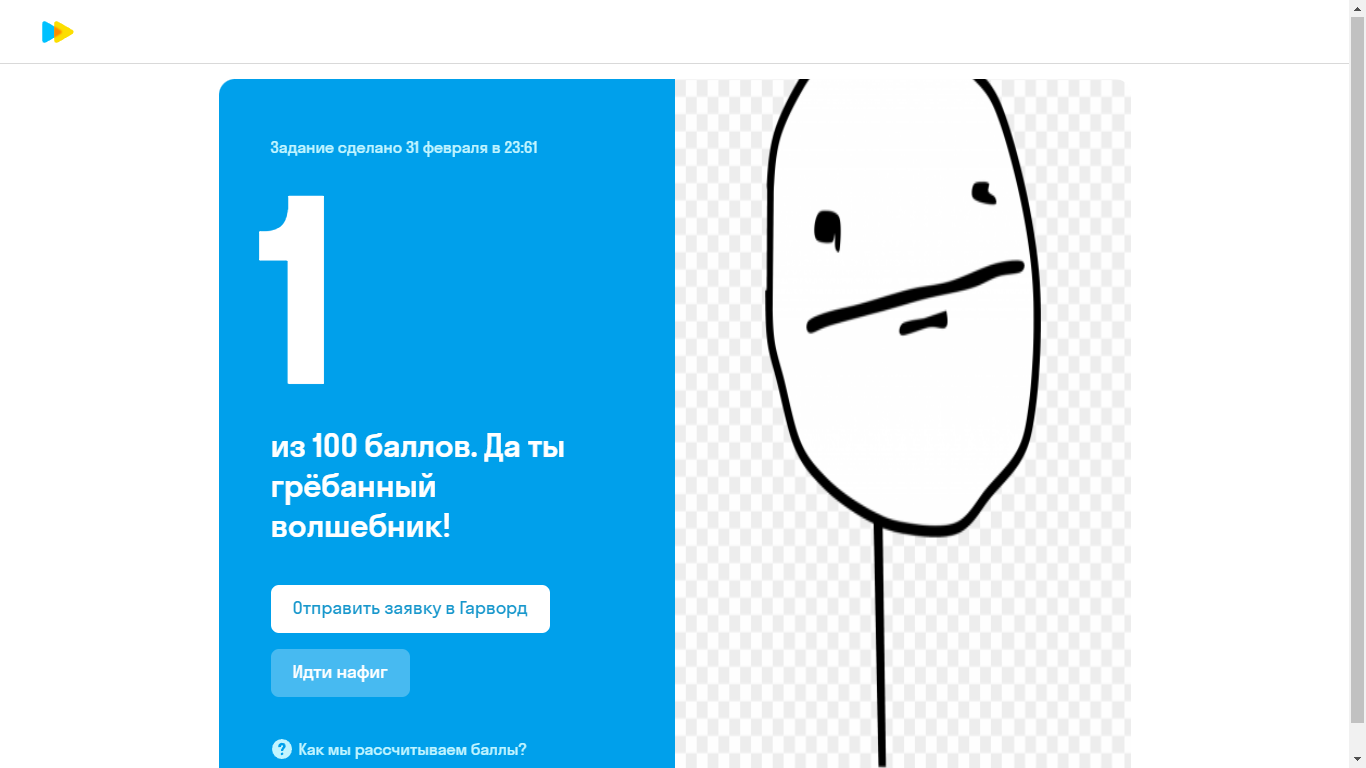 Задание сделано 31 февраля в 23:61
1
из 100 баллов. Да ты
грёбанный
волшебник!
Отправить заявку в Гарворд
Идти нафиг
? Как мы рассчитываем баллы?